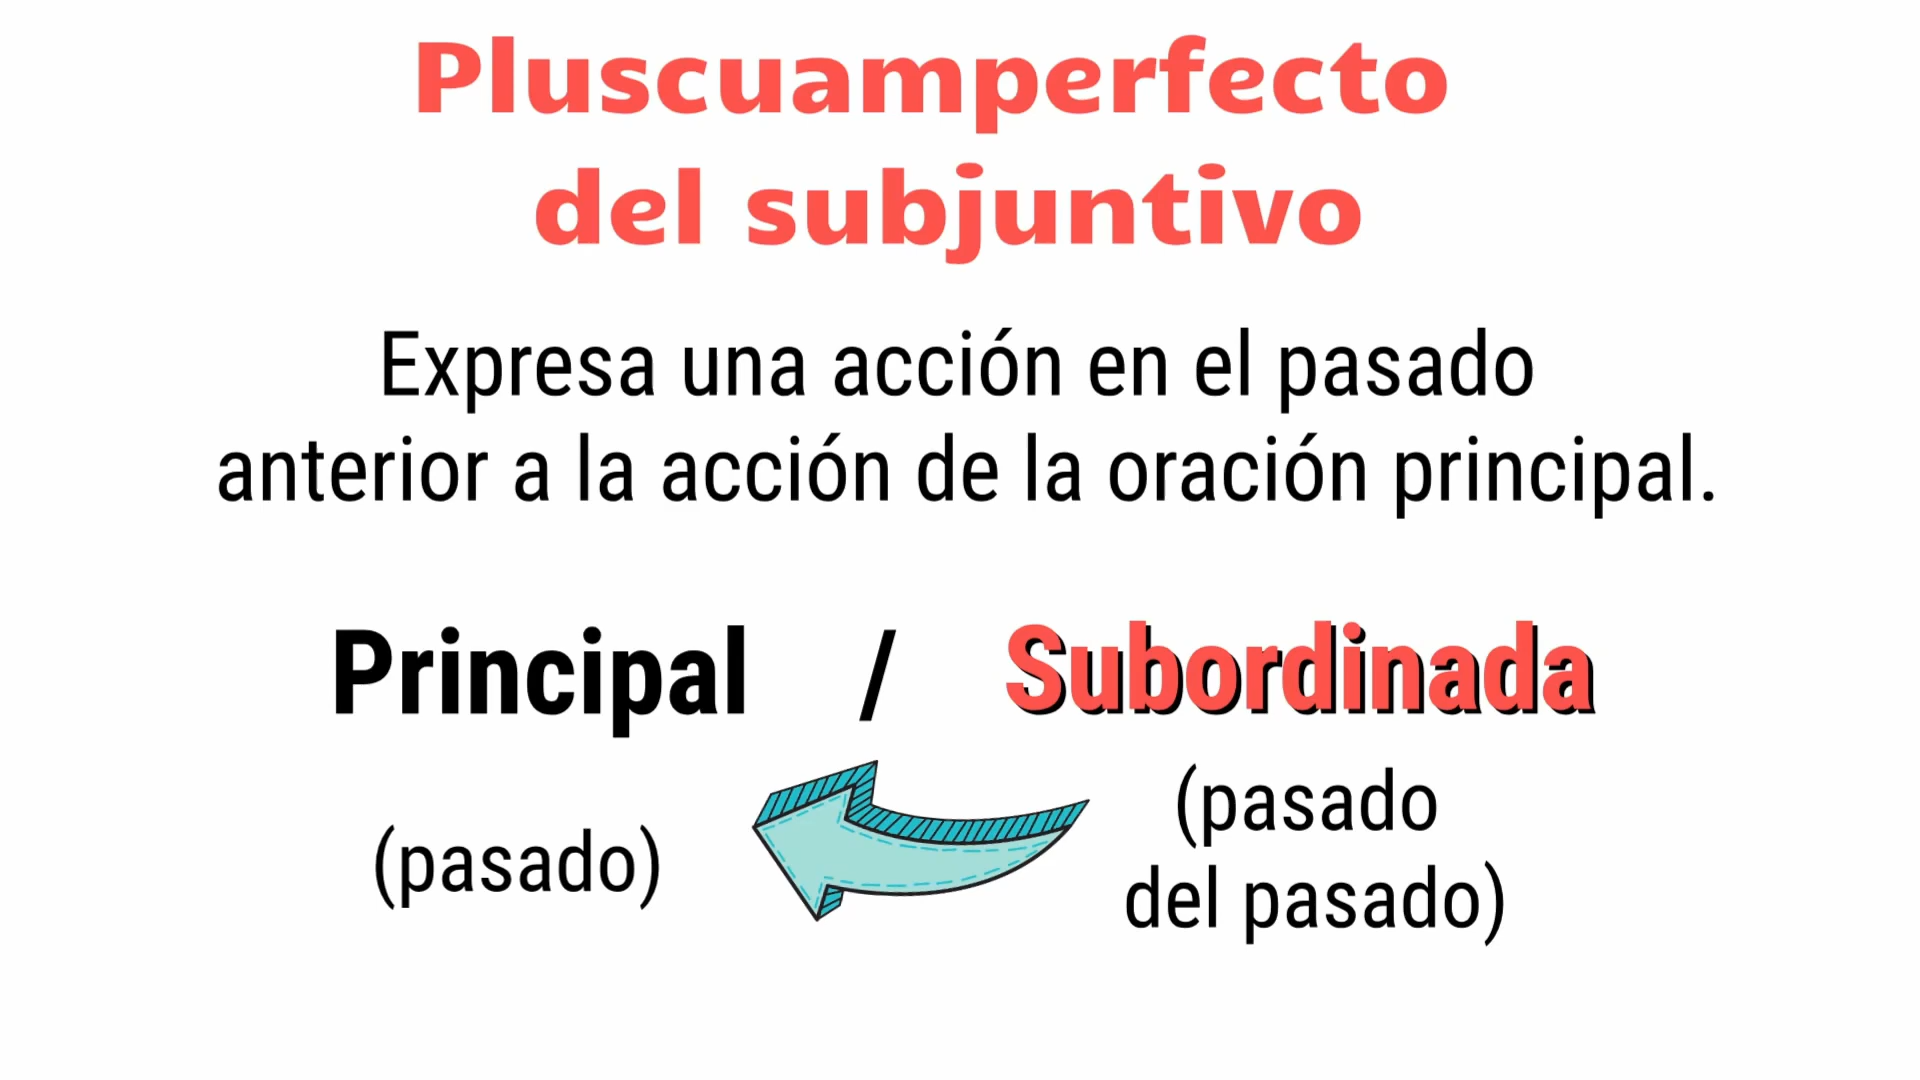 Pluscuamperfecto
del subjuntivo
Expresa una acción en el pasado
anterior a la acción de la oración principal.
Principal / Subordinada
(pasado)
(pasado
del pasado)